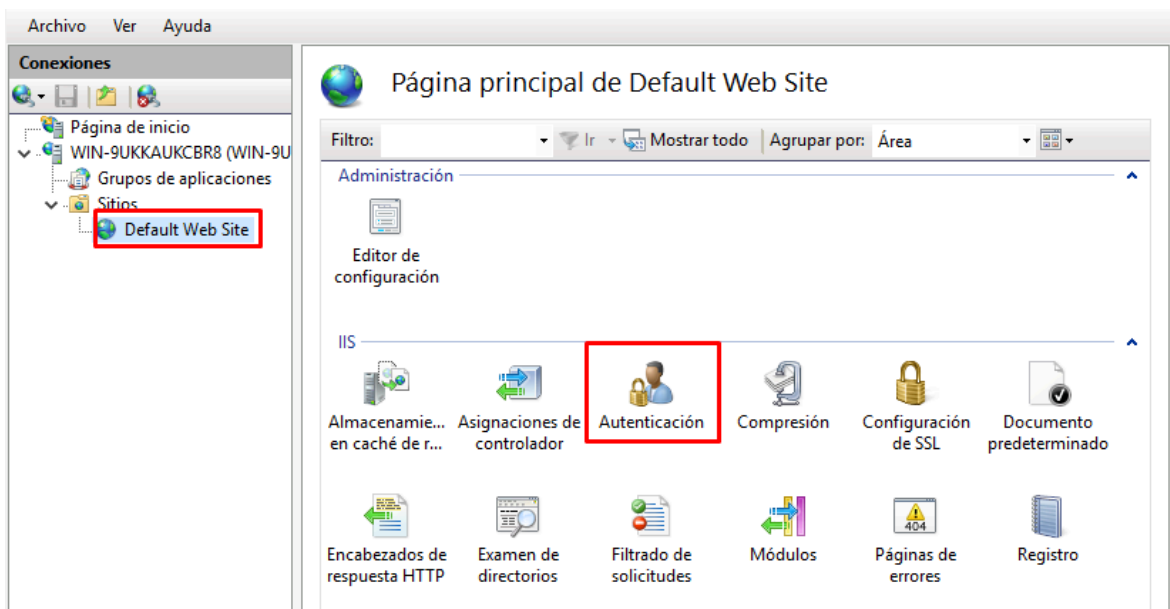 Archivo Ver Ayuda
Conexiones
Página de inicio
WIN-9UKKAUKCBR8 (WIN-9U
Grupos de aplicaciones
Sitios
Default Web Site
Página principal de Default Web Site
Filtro: Ir Mostrar todo Agrupar por: Área
Administración
Editor de
configuración
IIS
Almacenamie... Asignaciones de Autenticación Compresión Configuración Documento
en caché de r... controlador de SSL predeterminado
404
Encabezados de Examen de Filtrado de Módulos Páginas de Registro
respuesta HTTP directorios solicitudes errores